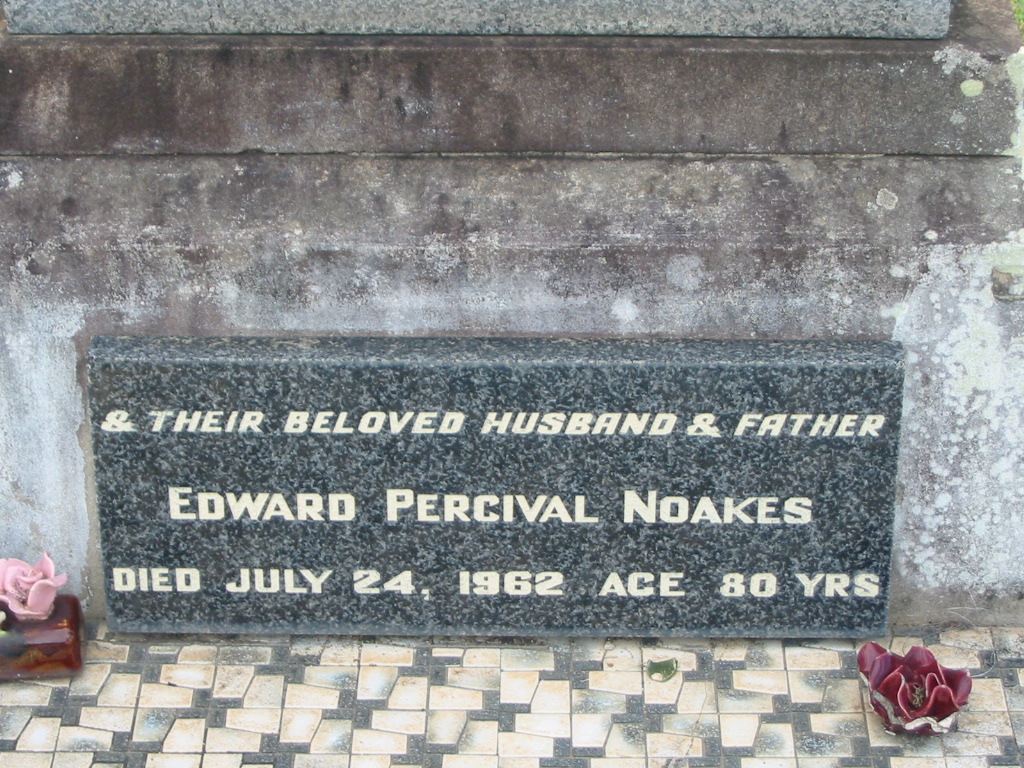 & THEIR BELOVED HUSBAND & FATHER
EDWARD PERCIVAL NOAKES
DIED JULY 24, 1962 AGE 80 YRS